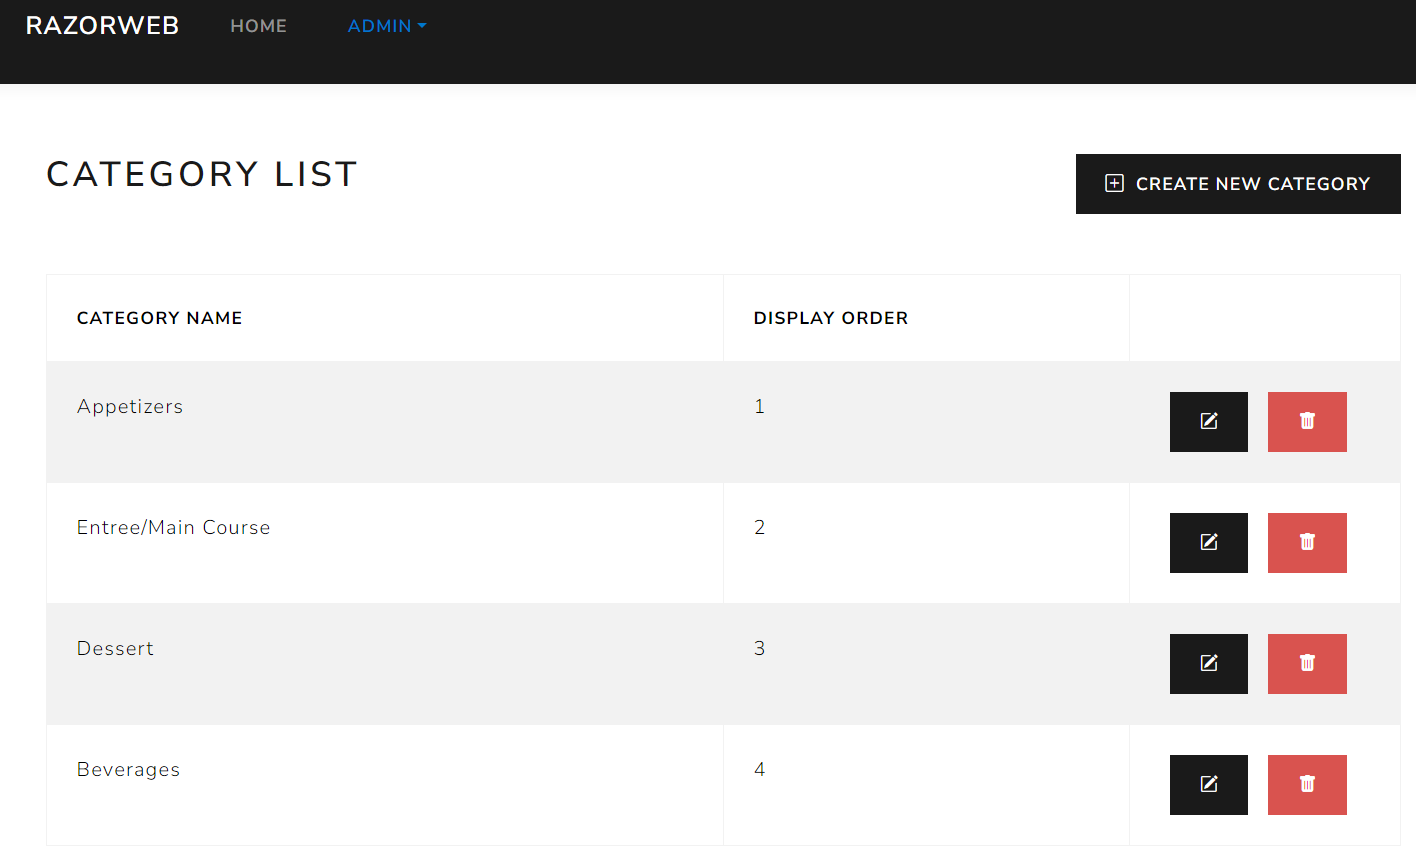 RAZORWEB HOME ADMIN
CATEGORY LIST
CREATE NEW CATEGORY
CATEGORY NAME DISPLAY ORDER
Appetizers 1
Entree/Main Course 2
Dessert 3
Beverages 4